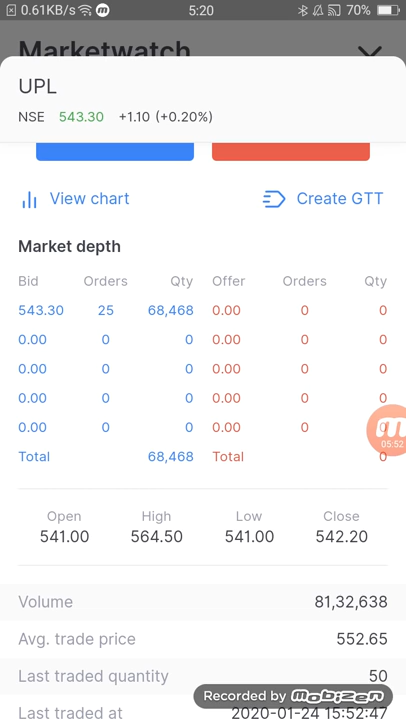 0.61KB/s 5:20 70%
Marketwatch
UPL
NSE 543.30 +1.10 (+0.20%)
View chart Create GTT
Market depth
Bid Orders Qty Offer Orders Qty
543.30 25 68,468 0.00 0 0
0.00 0 0 0.00 0 0
0.00 0 0 0.00 0 0
0.00 0 0 0.00 0 0
0.00 0 0 0.00 0 0
Total 68,468 Total 0
05:52
Open High Low Close
541.00 564.50 541.00 542.20
Volume 81,32,638
Avg. trade price 552.65
Last traded quantity 50
Recorded by mobizen
Last traded at 2020-01-24 15:52:47